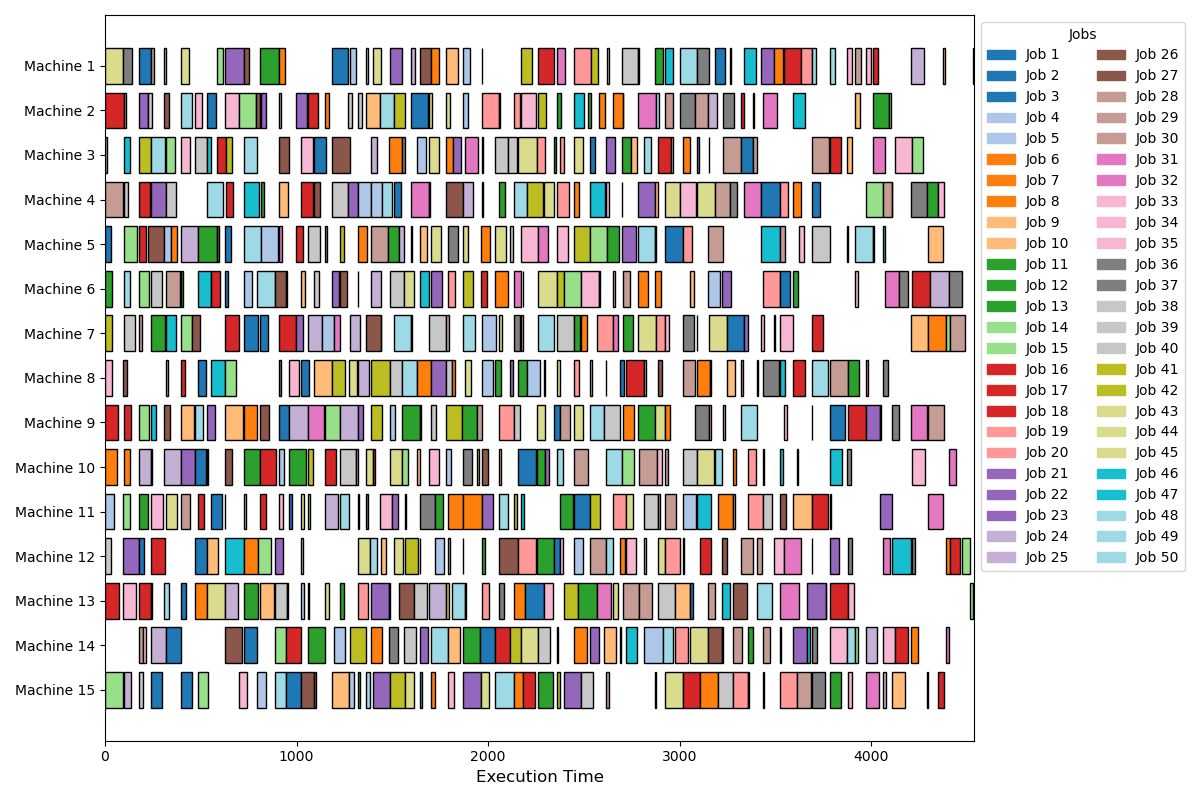 Machine 1
Machine 2
Machine 3
Machine 4
Machine 5
Machine 6
Machine 7
Machine 8
Machine 9
Machine 10
Machine 11
Machine 12
Machine 13
Machine 14
Machine 15
0 1000 2000 3000 4000
Execution Time
Jobs
Job 1 Job 26
Job 2 Job 27
Job 3 Job 28
Job 4 Job 29
Job 5 Job 30
Job 6 Job 31
Job 7 Job 32
Job 8 Job 33
Job 9 Job 34
Job 10 Job 35
Job 11 Job 36
Job 12 Job 37
Job 13 Job 38
Job 14 Job 39
Job 15 Job 40
Job 16 Job 41
Job 17 Job 42
Job 18 Job 43
Job 19 Job 44
Job 20 Job 45
Job 21 Job 46
Job 22 Job 47
Job 23 Job 48
Job 24 Job 49
Job 25 Job 50